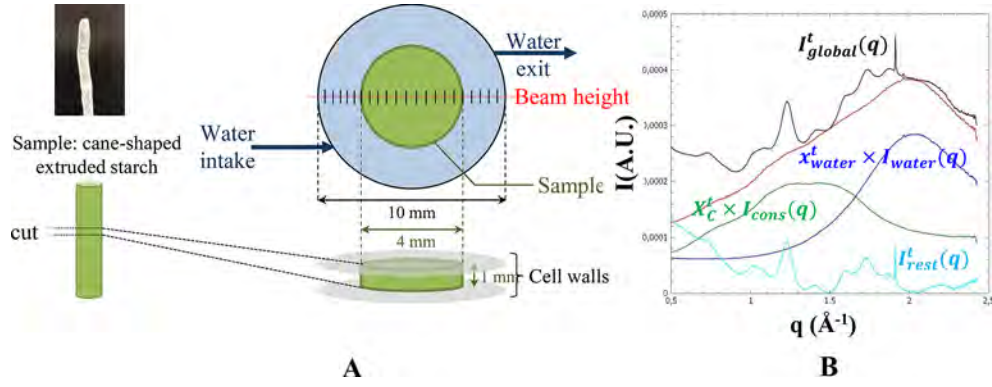 A
Sample: cane-shaped
extruded starch
cut
Water
exit
Beam height
Water
intake
Sample
10 mm
4 mm
1 mm
Cell walls
A
B
I(A.U.)
0,0005
0,0004
0,0003
0,0002
0,0001
0
I^t_global(q)
x^t_water × I_water(q)
X^t_C × I_cons(q)
I^t_rest(q)
0,5
1
1,5
2
2,5
q (Å⁻¹)
B